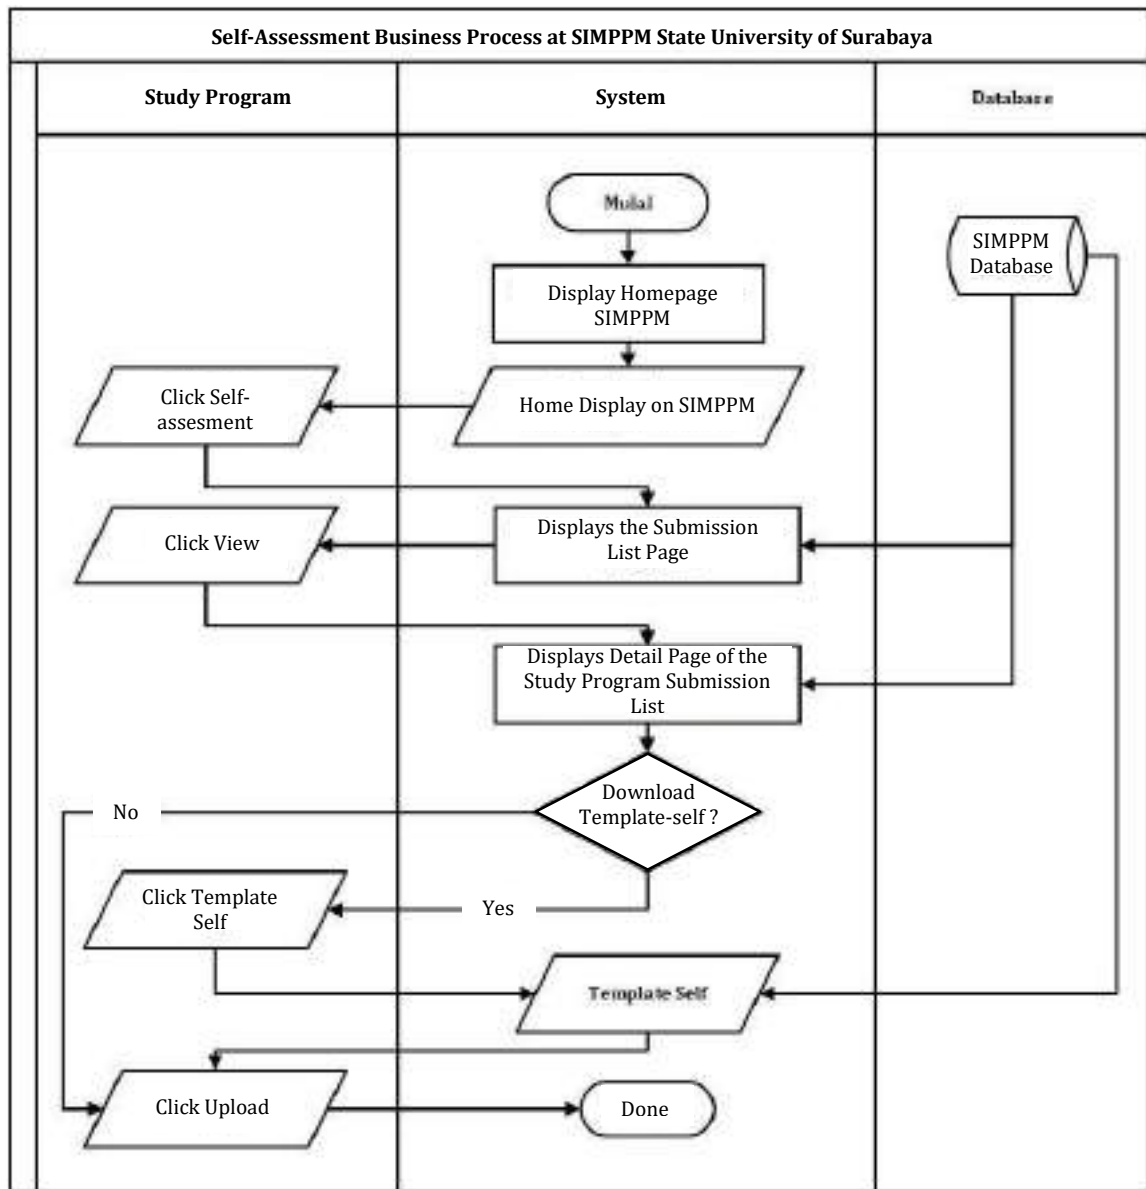 Self-Assessment Business Process at SIMPPM State University of Surabaya
Study Program
System
Database
Mulai
SIMPPM
Database
Display Homepage
SIMPPM
Click Self-
assesment
Home Display on SIMPPM
Click View
Displays the Submission
List Page
Displays Detail Page of the
Study Program Submission
List
Download
Template-self ?
No
Click Template
Self
Yes
Template Self
Click Upload
Done